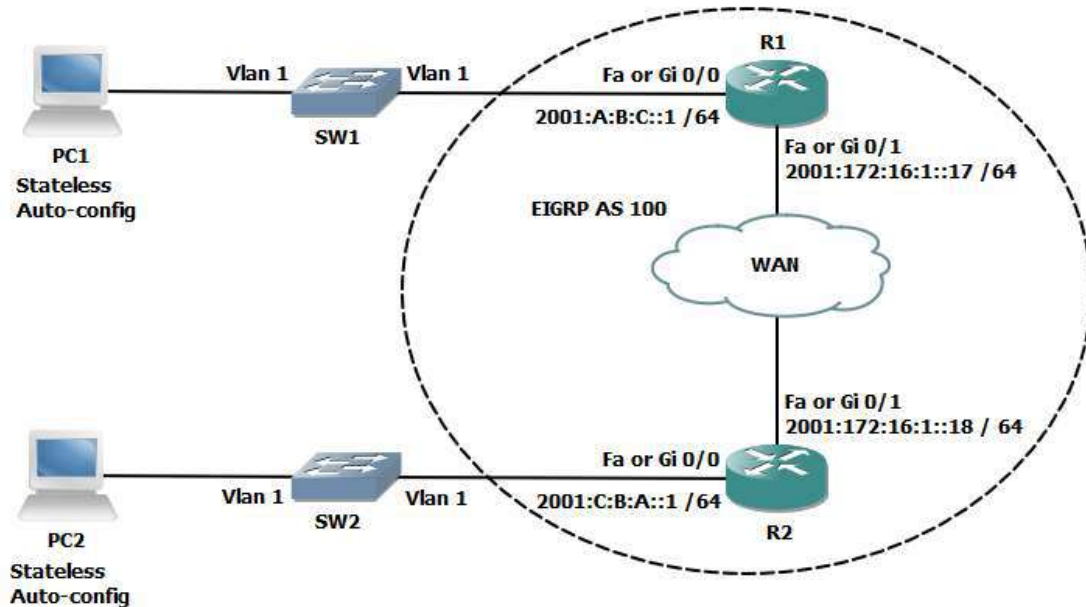 R1
Vlan 1
Vlan 1
Fa or Gi 0/0
2001:A:B:C::1 /64
SW1
PC1
Stateless
Auto-config
Fa or Gi 0/1
2001:172:16:1::17 /64
EIGRP AS 100
WAN
Fa or Gi 0/1
2001:172:16:1::18 / 64
Fa or Gi 0/0
Vlan 1
Vlan 1
2001:C:B:A::1 /64
SW2
R2
PC2
Stateless
Auto-config